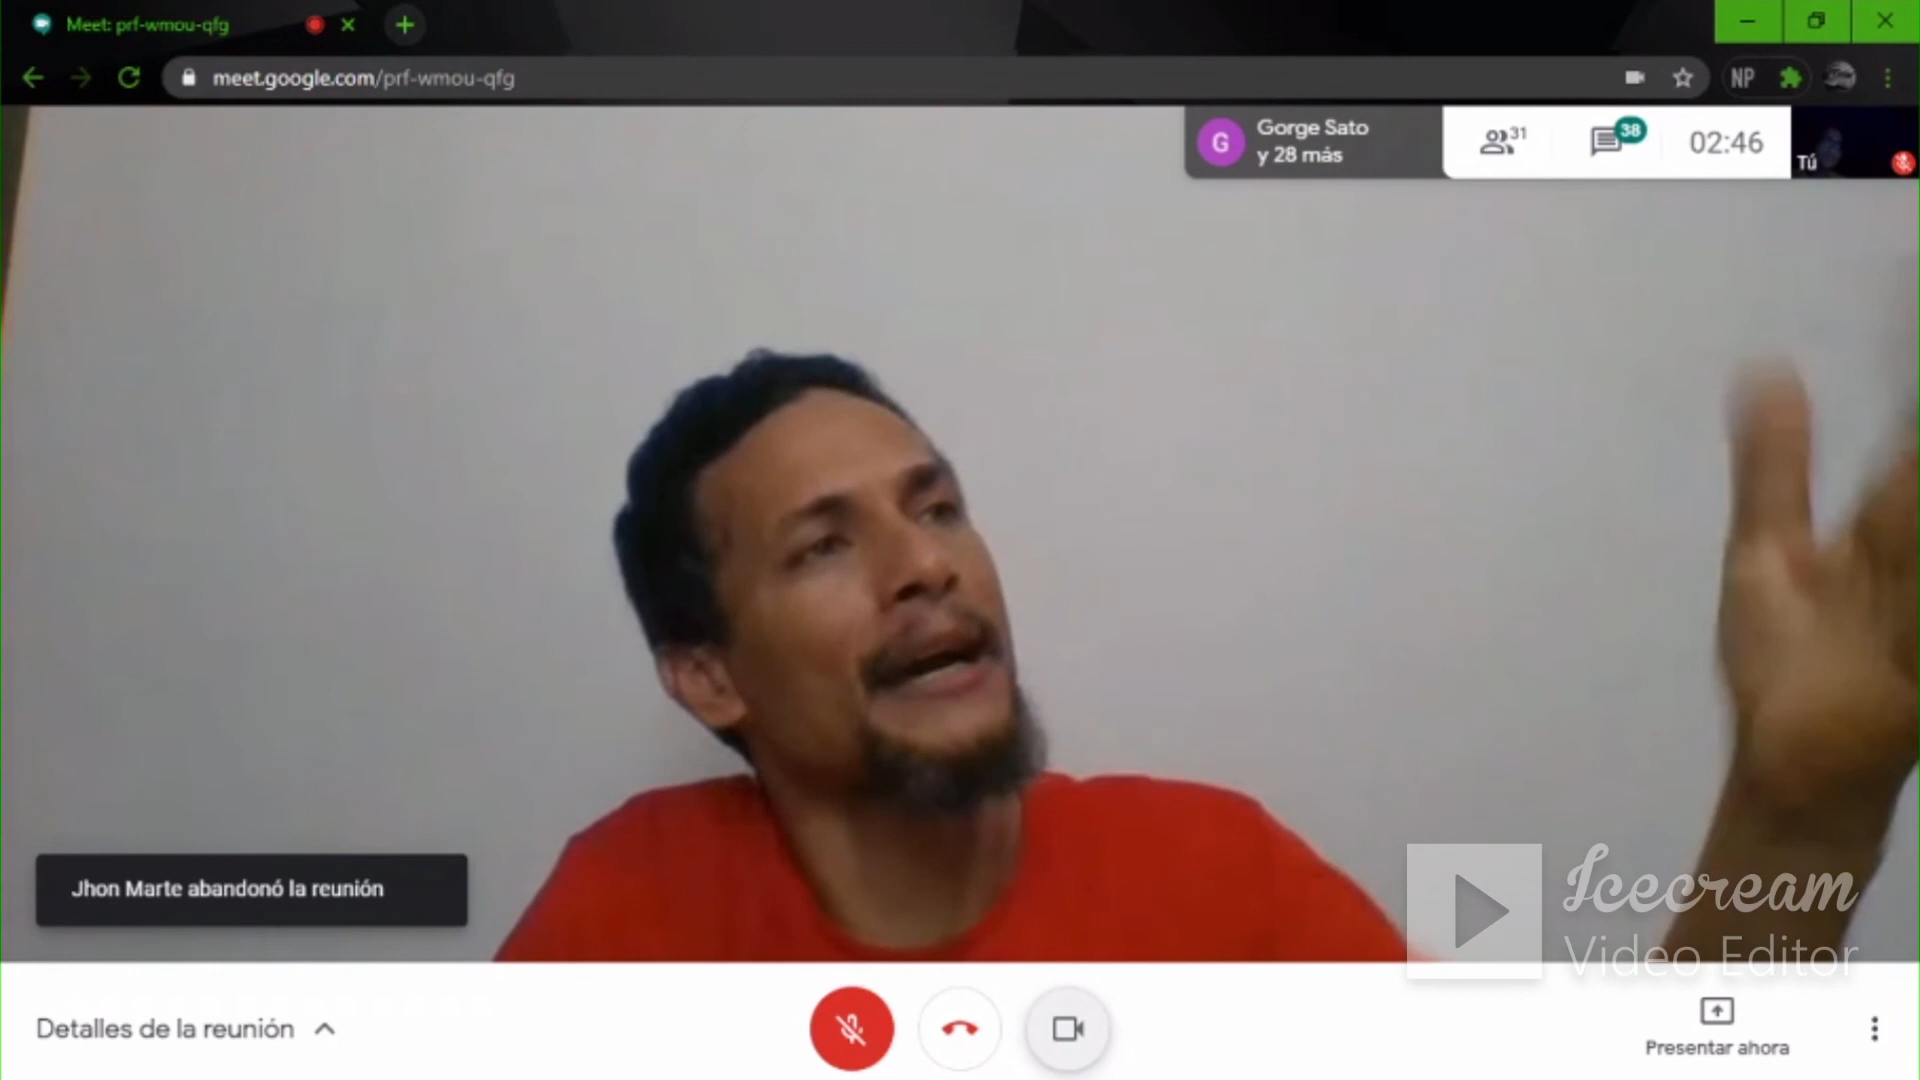 Meet: prf-wmou-qfg
meet.google.com/prf-wmou-qfg
NP
G
Gorge Sato
y 28 más
31
38
02:46
Tú
Jhon Marte abandonó la reunión
Icecream
Video Editor
Detalles de la reunión
Presentar ahora